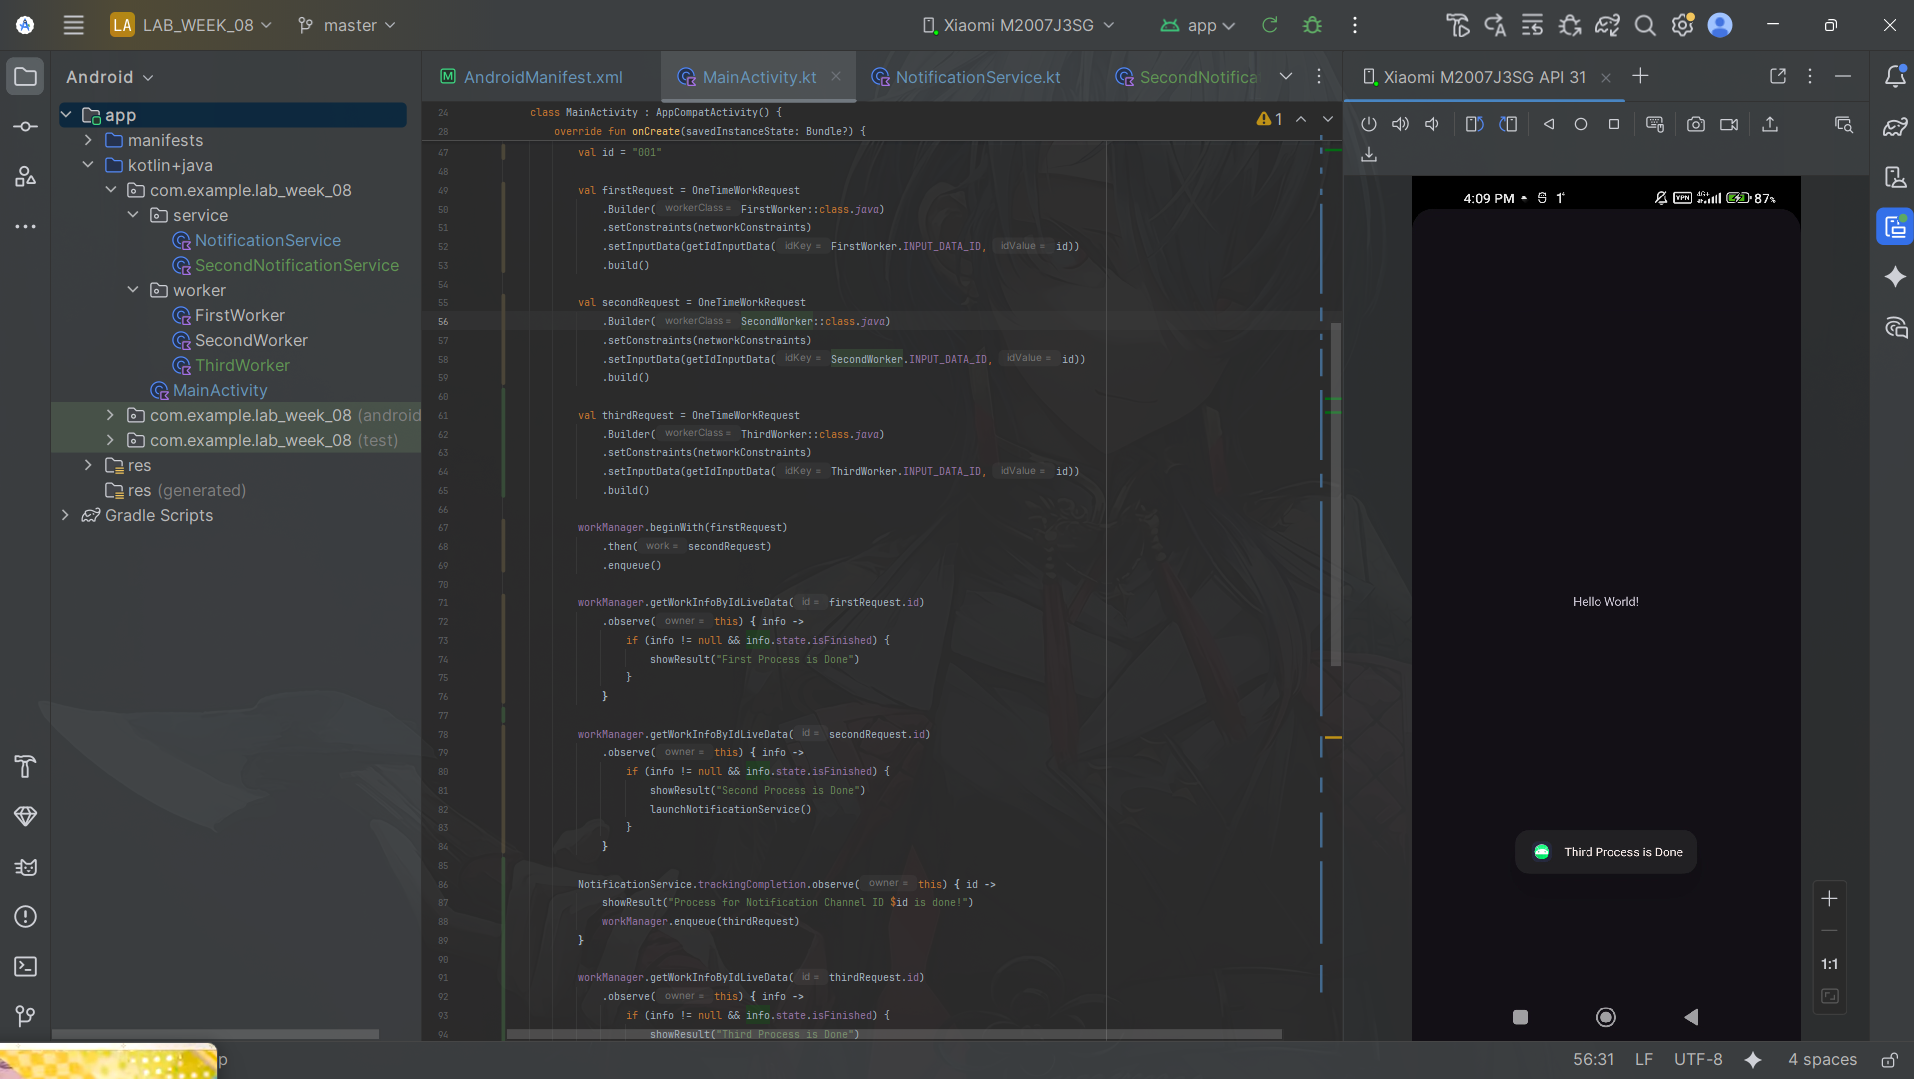 LA LAB_WEEK_08
master
Xiaomi M2007J3SG
app
Android
AndroidManifest.xml
MainActivity.kt
NotificationService.kt
SecondNotifica
Xiaomi M2007J3SG API 31
app
manifests
kotlin+java
com.example.lab_week_08
service
NotificationService
SecondNotificationService
worker
FirstWorker
SecondWorker
ThirdWorker
MainActivity
com.example.lab_week_08 (android
com.example.lab_week_08 (test)
res
res (generated)
Gradle Scripts
1
24 class MainActivity : AppCompatActivity() {
28 override fun onCreate(savedInstanceState: Bundle?) {
47 val id = "001"
48
49 val firstRequest = OneTimeWorkRequest
50 .Builder( workerClass = FirstWorker::class.java)
51 .setConstraints(networkConstraints)
52 .setInputData(getIdInputData( idKey = FirstWorker.INPUT_DATA_ID, idValue = id))
53 .build()
54
55 val secondRequest = OneTimeWorkRequest
56 .Builder( workerClass = SecondWorker::class.java)
57 .setConstraints(networkConstraints)
58 .setInputData(getIdInputData( idKey = SecondWorker.INPUT_DATA_ID, idValue = id))
59 .build()
60
61 val thirdRequest = OneTimeWorkRequest
62 .Builder( workerClass = ThirdWorker::class.java)
63 .setConstraints(networkConstraints)
64 .setInputData(getIdInputData( idKey = ThirdWorker.INPUT_DATA_ID, idValue = id))
65 .build()
66
67 workManager.beginWith(firstRequest)
68 .then( work = secondRequest)
69 .enqueue()
70
71 workManager.getWorkInfoByIdLiveData( id = firstRequest.id)
72 .observe( owner = this) { info ->
73 if (info != null && info.state.isFinished) {
74 showResult("First Process is Done")
75 }
76 }
77
78 workManager.getWorkInfoByIdLiveData( id = secondRequest.id)
79 .observe( owner = this) { info ->
80 if (info != null && info.state.isFinished) {
81 showResult("Second Process is Done")
82 launchNotificationService()
83 }
84 }
85
86 NotificationService.trackingCompletion.observe( owner = this) { id ->
87 showResult("Process for Notification Channel ID $id is done!")
88 workManager.enqueue(thirdRequest)
89 }
90
91 workManager.getWorkInfoByIdLiveData( id = thirdRequest.id)
92 .observe( owner = this) { info ->
93 if (info != null && info.state.isFinished) {
94 showResult("Third Process is Done")
4:09 PM
VPN 4G+ 87%
Hello World!
Third Process is Done
1:1
p
56:31 LF UTF-8 4 spaces